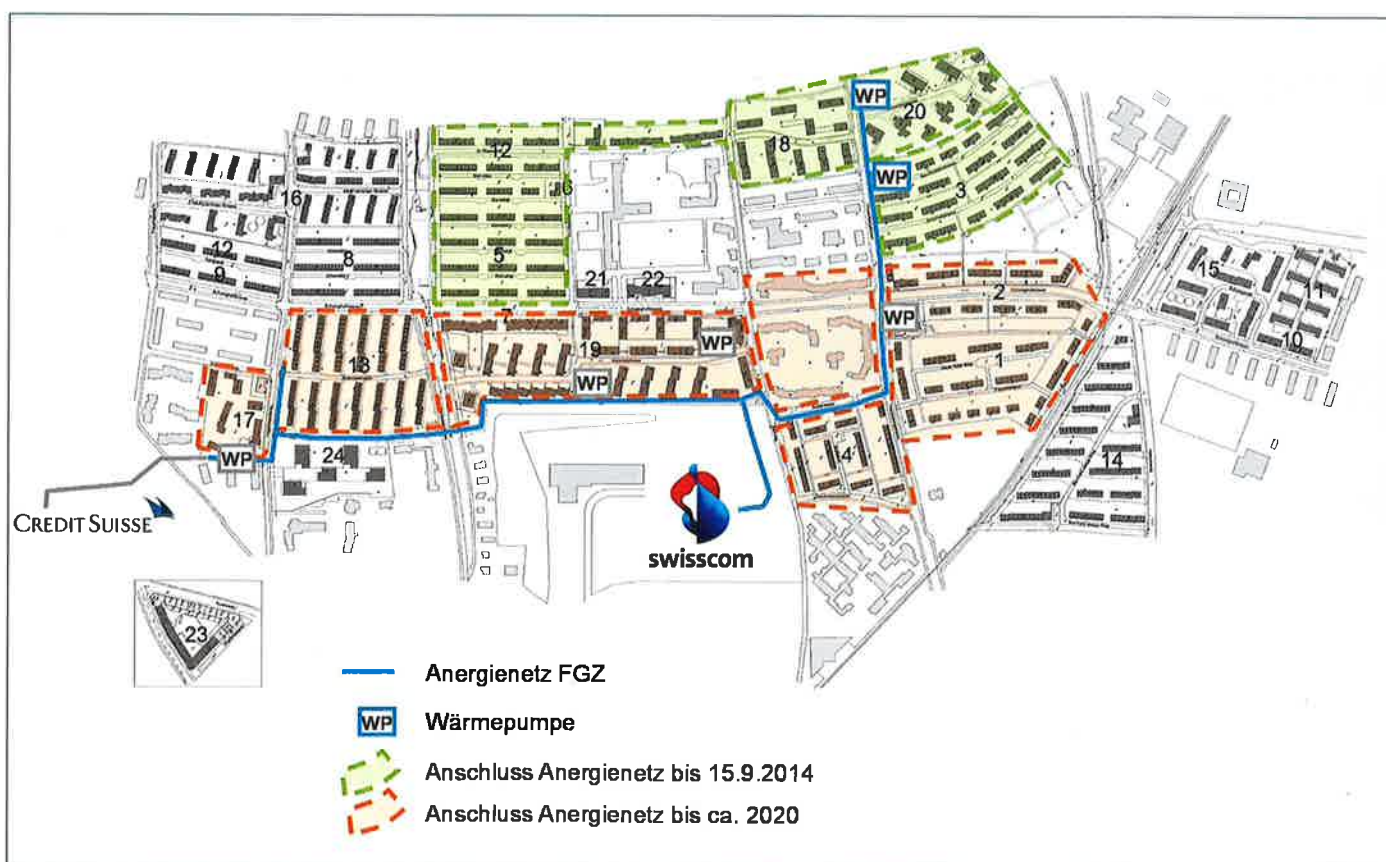 WP
20
12
18
6
WP
3
16
12
8
5
9
21
22
15
11
2
7
WP
10
13
19
WP
1
WP
17
4
24
14
WP
CREDIT SUISSE
swisscom
23
Anergienetz FGZ
WP Wärmepumpe
Anschluss Anergienetz bis 15.9.2014
Anschluss Anergienetz bis ca. 2020